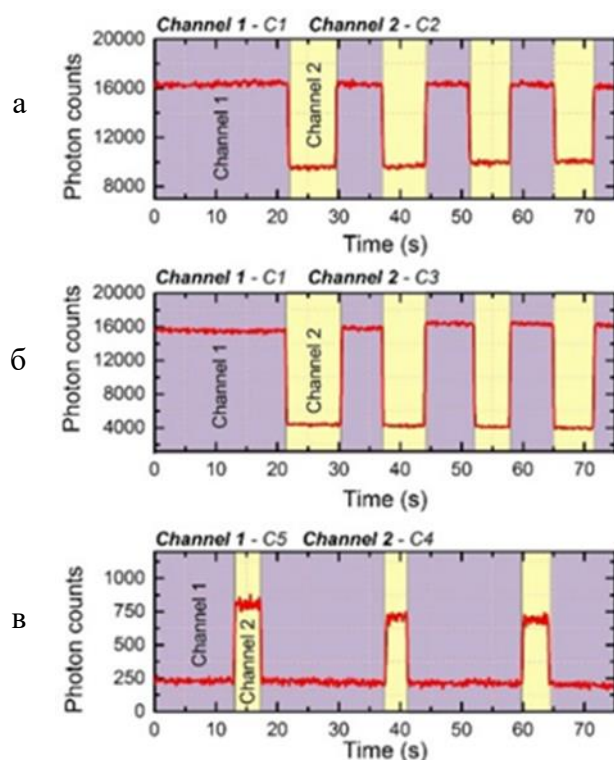 Channel 1 - C1 Channel 2 - C2
а
Photon counts
20000
16000
12000
8000
Channel 1
Channel 2
0 10 20 30 40 50 60 70
Time (s)
Channel 1 - C1 Channel 2 - C3
б
Photon counts
20000
16000
12000
8000
4000
Channel 1
Channel 2
0 10 20 30 40 50 60 70
Time (s)
Channel 1 - C5 Channel 2 - C4
в
Photon counts
1000
750
500
250
0
Channel 1
Channel 2
0 10 20 30 40 50 60 70
Time (s)